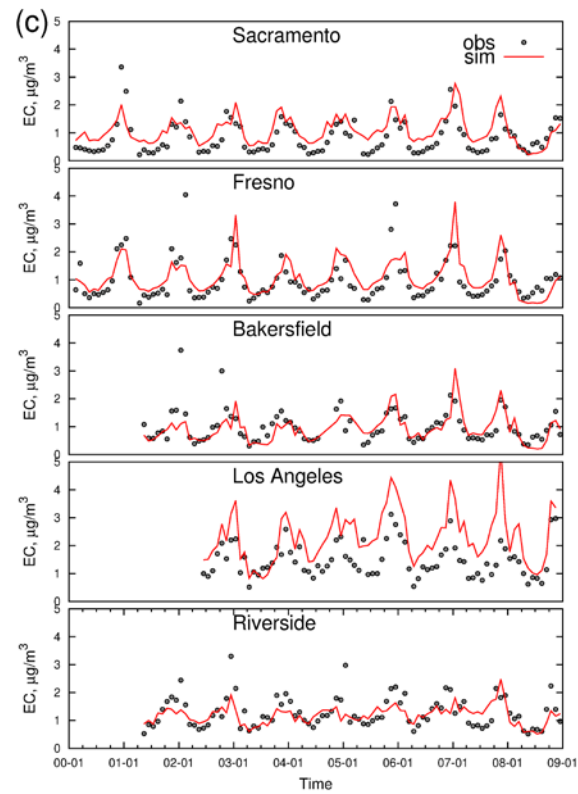 (c)
Sacramento
obs
sim
EC, μg/m3
5
4
3
2
1
0
Fresno
EC, μg/m3
4
3
2
1
0
Bakersfield
EC, μg/m3
5
4
3
2
1
0
Los Angeles
EC, μg/m3
5
4
3
2
1
0
Riverside
EC, μg/m3
5
4
3
2
1
0
00-01 01-01 02-01 03-01 04-01 05-01 06-01 07-01 08-01 09-01
Time